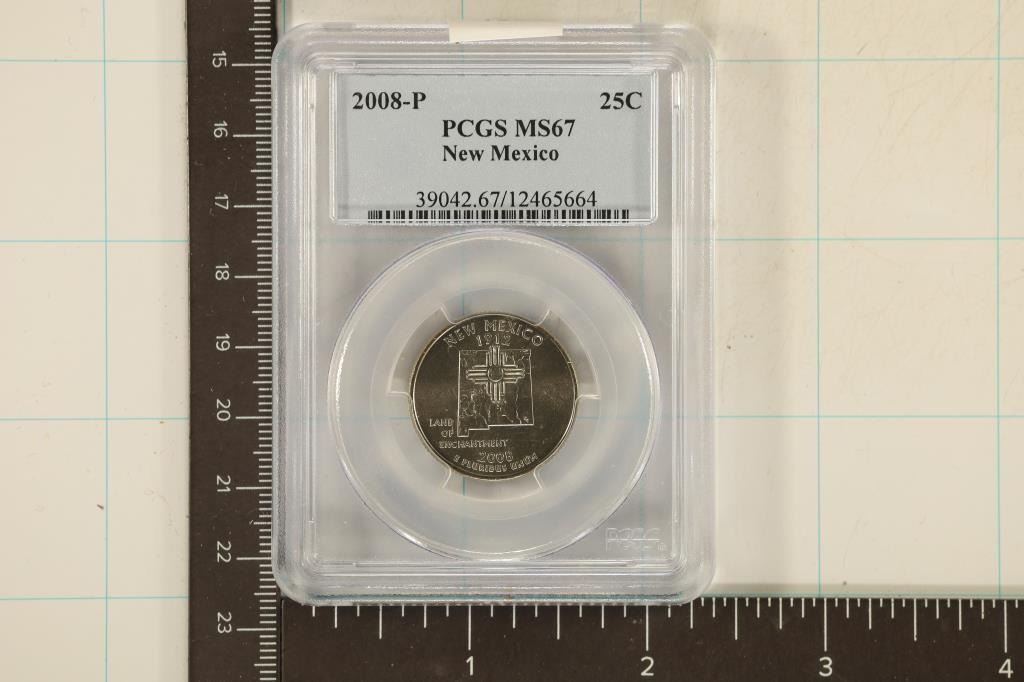 2008-P 25C
PCGS MS67
New Mexico
39042.67/12465664
NEW MEXICO
1912
LAND
OF
ENCHANTMENT
2008
E PLURIBUS UNUM
PCGS
15
16
17
18
19
20
21
22
23
1 2 3 4